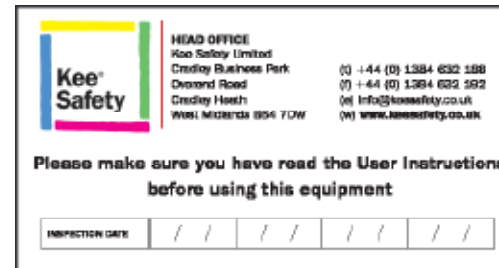 Kee®
Safety
HEAD OFFICE
Kee Safety Limited
Cradley Business Park
Overend Road
Cradley Heath
West Midlands B64 7DW
(t) +44 (0) 1384 632 188
(f) +44 (0) 1384 632 192
(e) info@keesafety.co.uk
(w) www.keesafety.co.uk
Please make sure you have read the User Instructions
before using this equipment
INSPECTION DATE / / / / / / / /